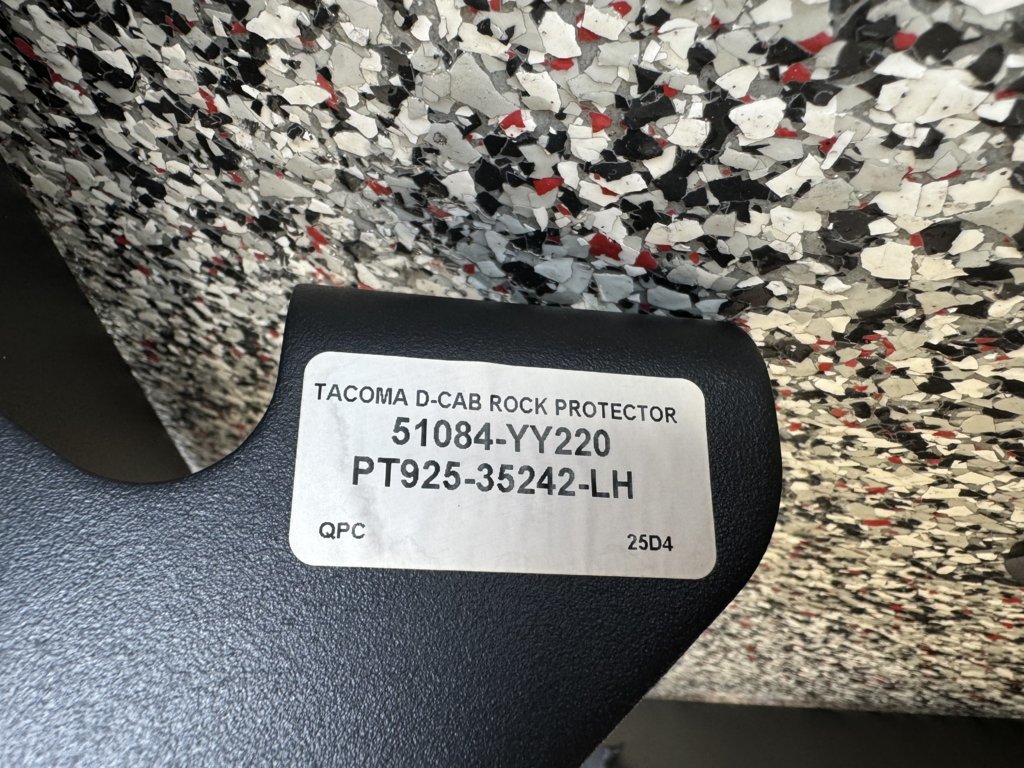 TACOMA D-CAB ROCK PROTECTOR
51084-YY220
PT925-35242-LH
QPC 25D4